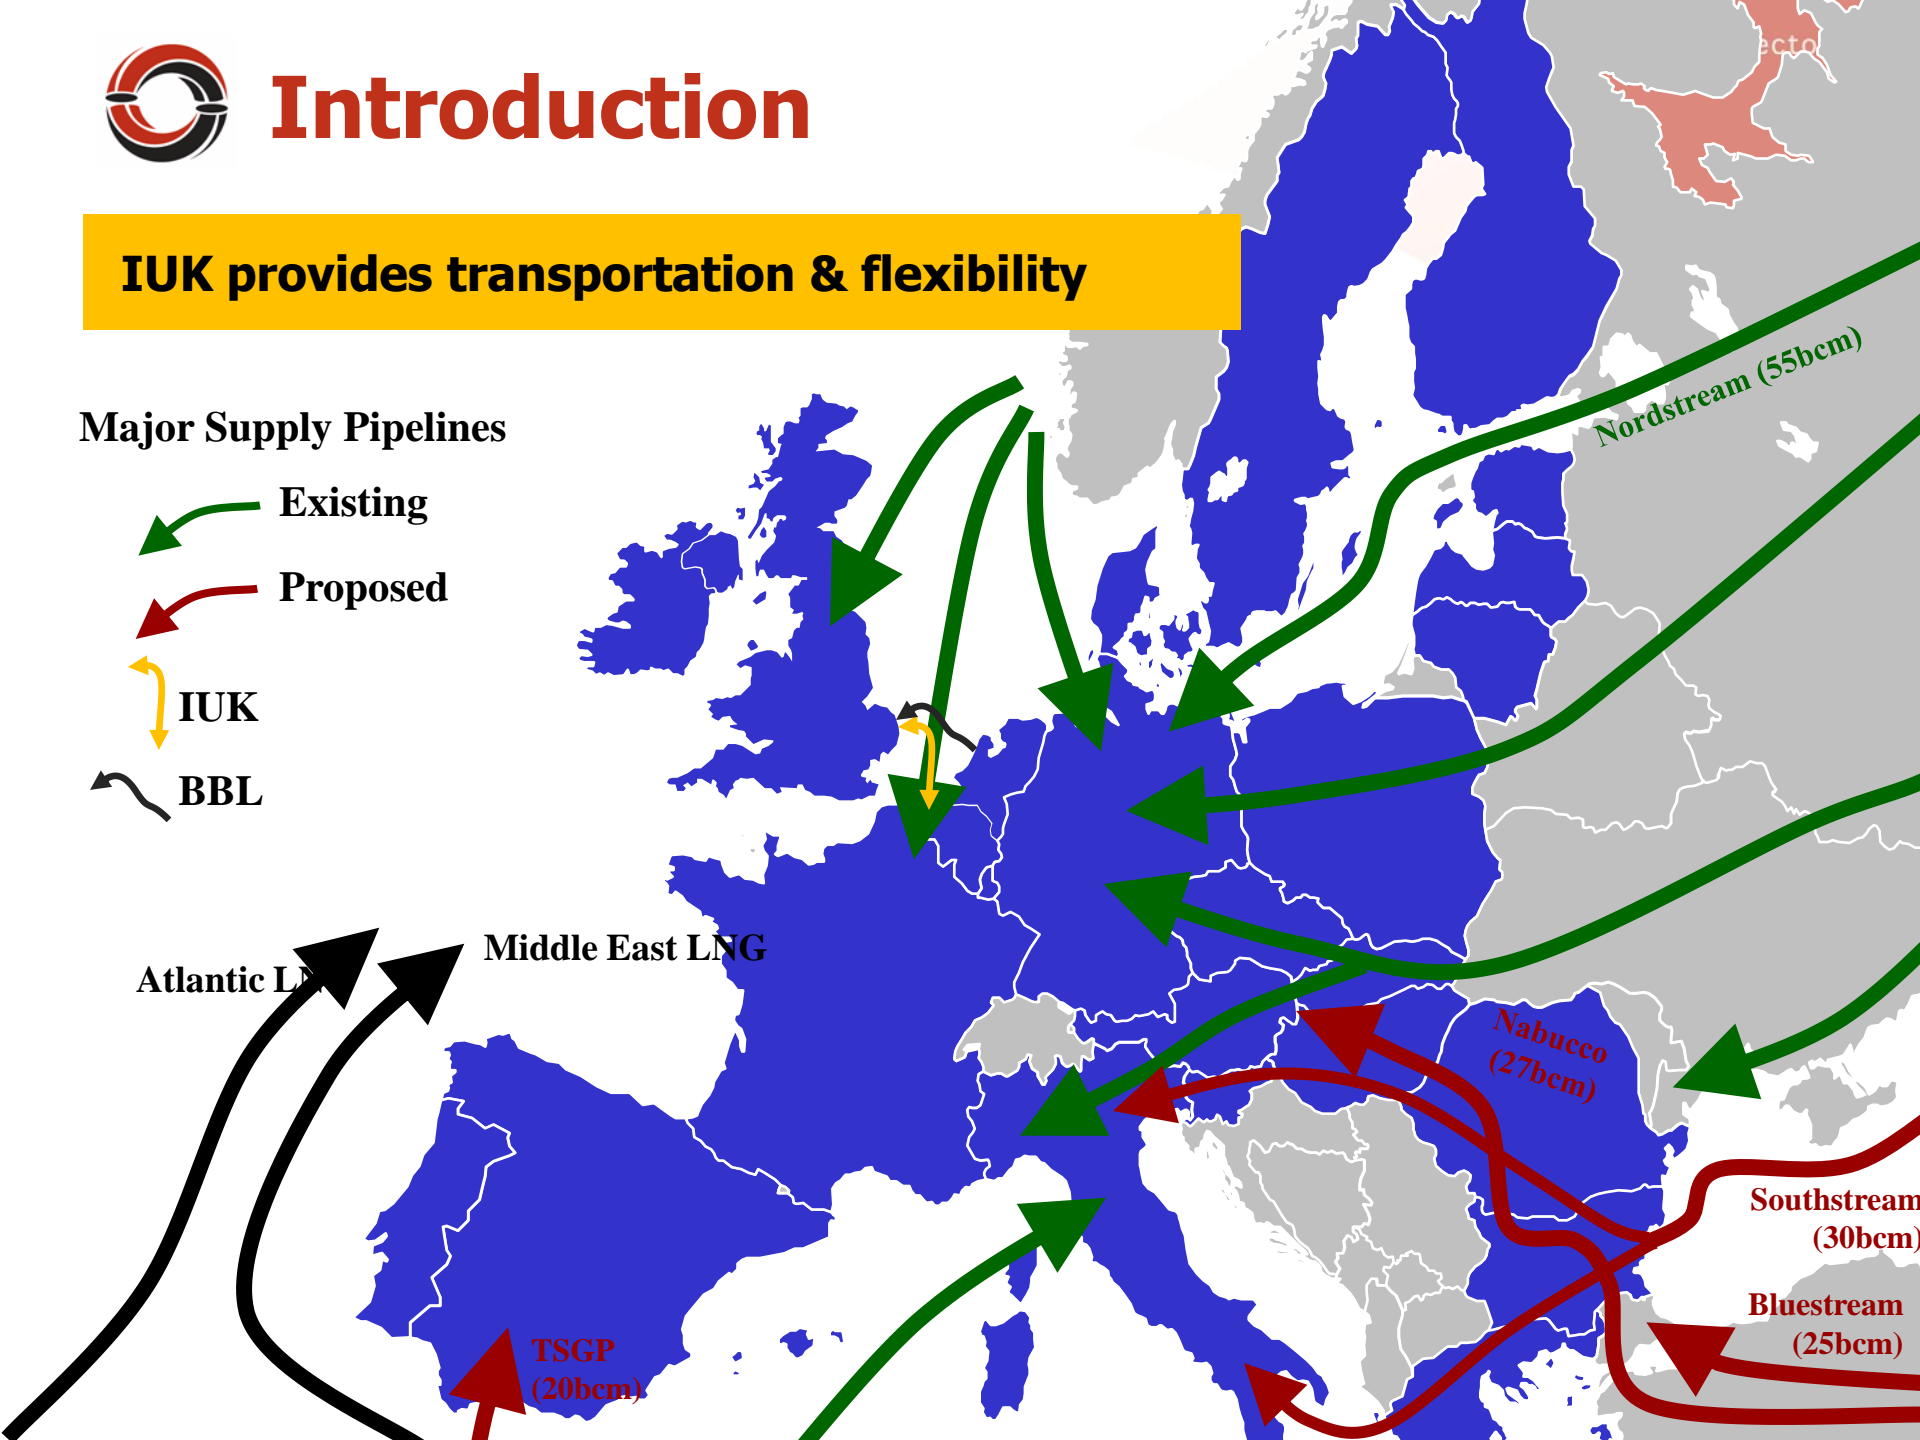 Introduction
IUK provides transportation & flexibility
Major Supply Pipelines
Existing
Proposed
IUK
BBL
Nordstream (55bcm)
Middle East LNG
Atlantic
Nabucco
(27bcm)
Southstream
(30bcm)
Bluestream
(25bcm)
TSGP
(20bcm)